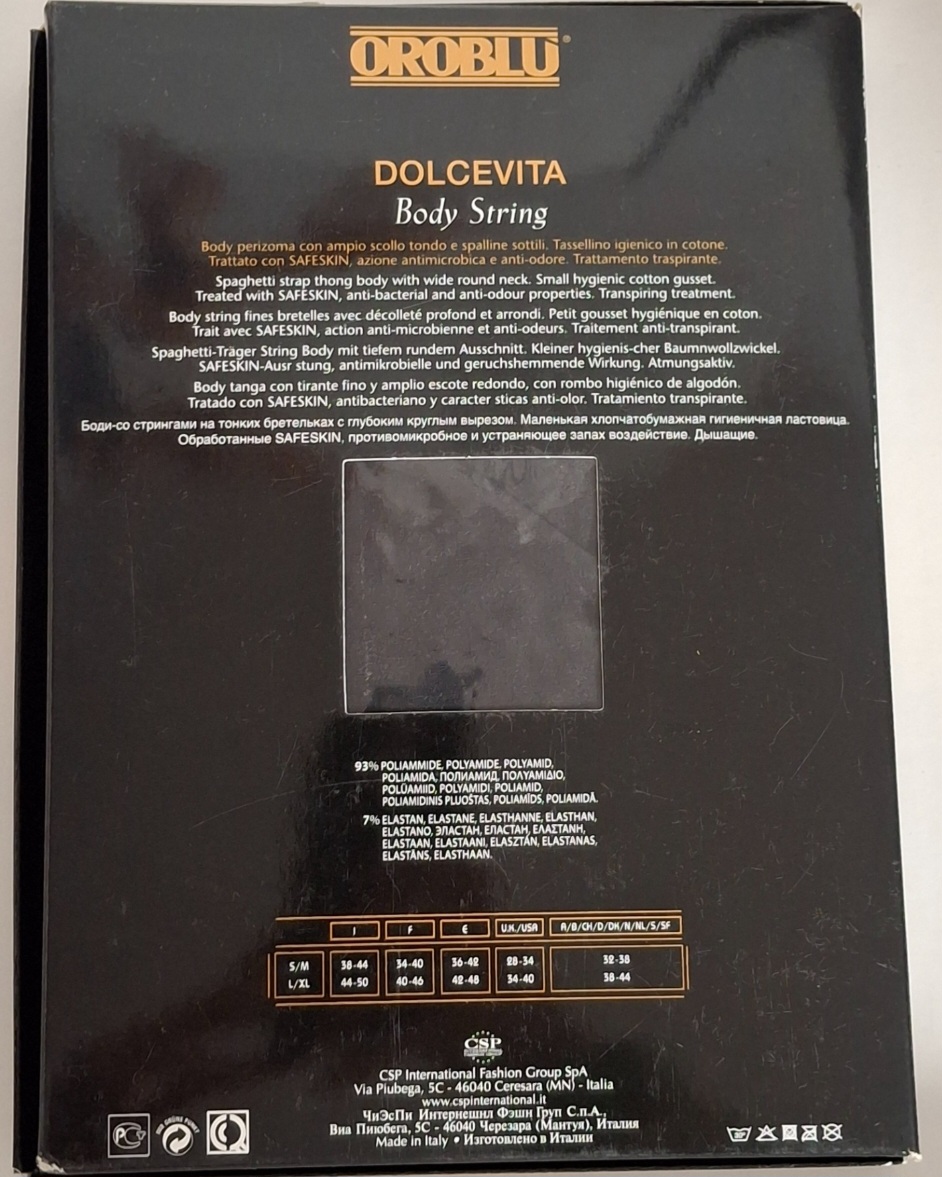 OROBLÙ®
DOLCEVITA
Body String
Body perizoma con ampio scollo tondo e spalline sottili. Tassellino igienico in cotone.
Trattato con SAFESKIN, azione antimicrobica e anti-odore. Trattamento traspirante.
Spaghetti strap thong body with wide round neck. Small hygienic cotton gusset.
Treated with SAFESKIN, anti-bacterial and anti-odour properties. Transpiring treatment.
Body string fines bretelles avec décolleté profond et arrondi. Petit gousset hygiénique en coton.
Trait avec SAFESKIN, action anti-microbienne et anti-odeurs. Traitement anti-transpirant.
Spaghetti-Träger String Body mit tiefem rundem Ausschnitt. Kleiner hygienis-cher Baumnwollzwickel.
SAFESKIN-Ausr stung, antimikrobielle und geruchshemmende Wirkung. Atmungsaktiv.
Body tanga con tirante fino y amplio escote redondo, con rombo higiénico de algodón.
Tratado con SAFESKIN, antibacteriano y caracter sticas anti-olor. Tratamiento transpirante.
Боди-со стрингами на тонких бретельках с глубоким круглым вырезом. Маленькая хлопчатобумажная гигиеничная ластовица.
Обработанные SAFESKIN, противомикробное и устраняющее запах воздействие. Дышащие.
93% POLIAMMIDE, POLYAMIDE, POLYAMID,
POLIAMIDA, ПОЛИАМИД, ΠΟΛΥΑΜΙΔΙΟ,
POLÜAMIID, POLYAMIDI, POLIAMID,
POLIAMIDINIS PLUOŠTAS, POLIAMĪDS, POLIAMIDĂ.
7% ELASTAN, ELASTANE, ELASTHANNE, ELASTHAN,
ELASTANO, ЭЛАСТАН, ЕЛАСТАН, ΕΛΑΣΤΑΝΗ,
ELASTAAN, ELASTAANI, ELASZTÁN, ELASTANAS,
ELASTĀNS, ELASTHAAN.
I F E U.K./USA A/B/CH/D/DK/N/NL/S/SF
S/M 38-44 34-40 36-42 28-34 32-38
L/XL 44-50 40-46 42-48 34-40 38-44
CSP
CSP International Fashion Group SpA
Via Piubega, 5C - 46040 Ceresara (MN) - Italia
www.cspinternational.it
ЧиЭсПи Интернешнл Фэшн Груп С.п.А.,
Виа Пиюбега, 5С - 46040 Черезара (Мантуя), Италия
Made in Italy • Изготовлено в Италии
DER GRÜNE PUNKT
30°